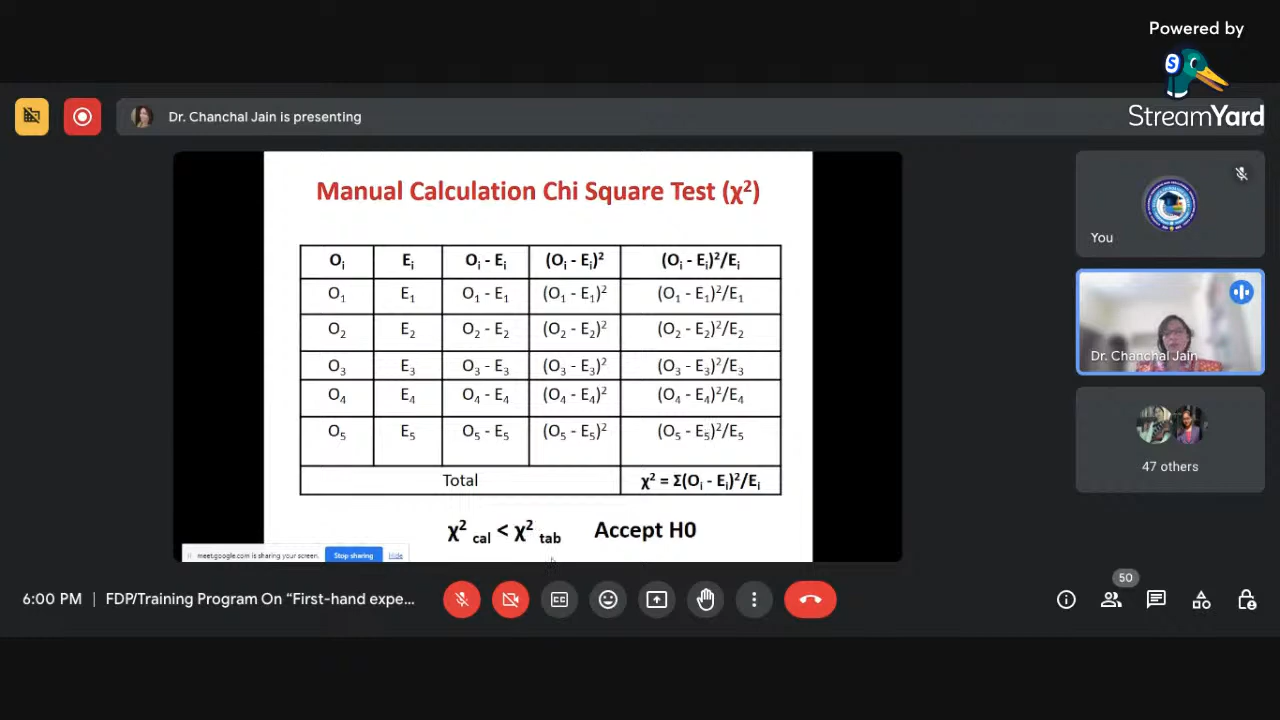 Powered by
S
StreamYard
Dr. Chanchal Jain is presenting
Manual Calculation Chi Square Test (χ²)
Oᵢ Eᵢ Oᵢ - Eᵢ (Oᵢ - Eᵢ)² (Oᵢ - Eᵢ)²/Eᵢ
O₁ E₁ O₁ - E₁ (O₁ - E₁)² (O₁ - E₁)²/E₁
O₂ E₂ O₂ - E₂ (O₂ - E₂)² (O₂ - E₂)²/E₂
O₃ E₃ O₃ - E₃ (O₃ - E₃)² (O₃ - E₃)²/E₃
O₄ E₄ O₄ - E₄ (O₄ - E₄)² (O₄ - E₄)²/E₄
O₅ E₅ O₅ - E₅ (O₅ - E₅)² (O₅ - E₅)²/E₅
Total χ² = Σ(Oᵢ - Eᵢ)²/Eᵢ
χ² cal < χ² tab Accept H0
meet.google.com is sharing your screen. Stop sharing Hide
You
Dr. Chanchal Jain
47 others
6:00 PM | FDP/Training Program On “First-hand expe...
CC
50